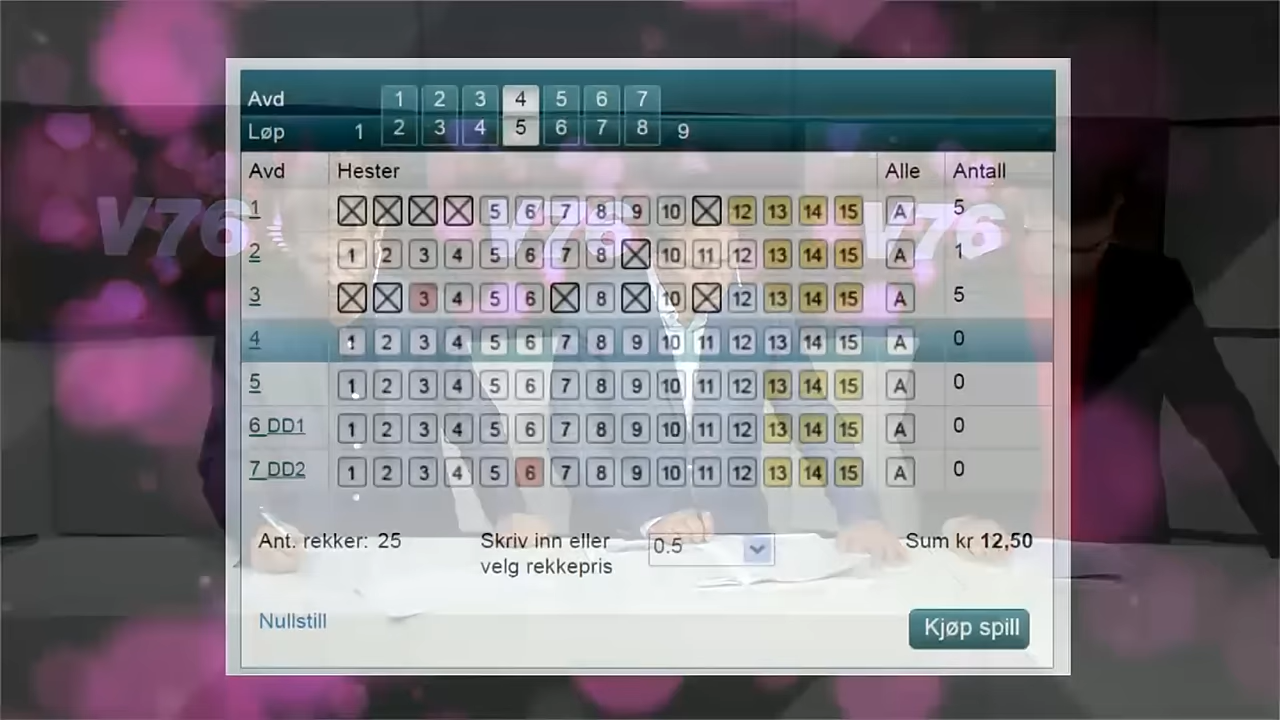 Avd 1 2 3 4 5 6 7
Løp 1 2 3 4 5 6 7 8 9
Avd Hester Alle Antall
1 5 6 7 8 9 10 12 13 14 15 A 5
2 1 2 3 4 5 6 7 8 10 11 12 13 14 15 A 1
3 3 4 5 6 8 10 12 13 14 15 A 5
4 1 2 3 4 5 6 7 8 9 10 11 12 13 14 15 A 0
5 1 2 3 4 5 6 7 8 9 10 11 12 13 14 15 A 0
6 DD1 1 2 3 4 5 6 7 8 9 10 11 12 13 14 15 A 0
7 DD2 1 2 3 4 5 6 7 8 9 10 11 12 13 14 15 A 0
V76 V76 V76
Ant. rekker: 25 Skriv inn eller 0.5 Sum kr 12,50
velg rekkepris
Nullstill Kjøp spill